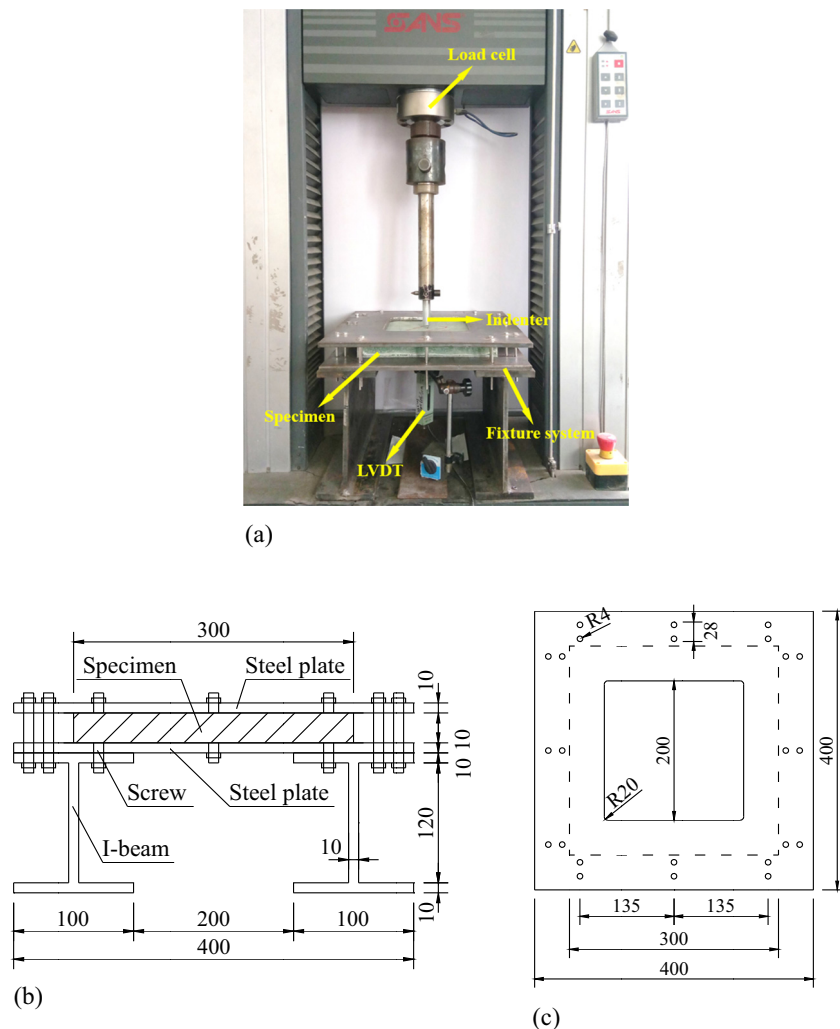 SANS
Load cell
SANS
Indenter
Specimen
Fixture system
LVDT
(a)
300
Specimen
Steel plate
10
10
10
Screw
Steel plate
I-beam
10
120
10
100
200
100
400
(b)
R4
28
200
400
R20
135
135
300
400
(c)